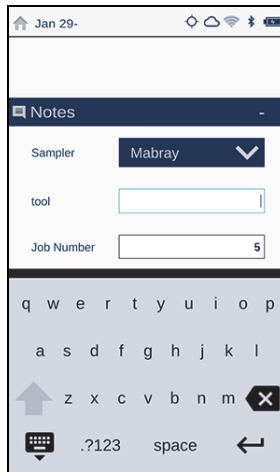 Jan 29-
Notes -
Sampler Mabray
tool
Job Number 5
q w e r t y u i o p
a s d f g h j k l
z x c v b n m
.?123 space